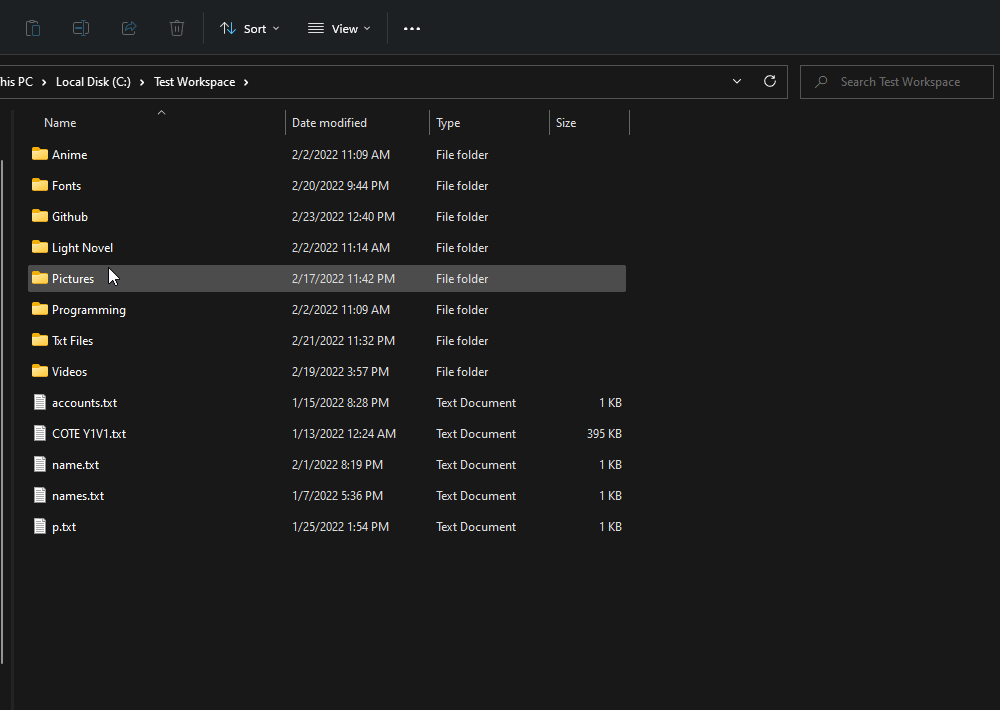 Sort View
his PC Local Disk (C:) Test Workspace Search Test Workspace
Name Date modified Type Size
Anime 2/2/2022 11:09 AM File folder
Fonts 2/20/2022 9:44 PM File folder
Github 2/23/2022 12:40 PM File folder
Light Novel 2/2/2022 11:14 AM File folder
Pictures 2/17/2022 11:42 PM File folder
Programming 2/2/2022 11:09 AM File folder
Txt Files 2/21/2022 11:32 PM File folder
Videos 2/19/2022 3:57 PM File folder
accounts.txt 1/15/2022 8:28 PM Text Document 1 KB
COTE Y1V1.txt 1/13/2022 12:24 AM Text Document 395 KB
name.txt 2/1/2022 8:19 PM Text Document 1 KB
names.txt 1/7/2022 5:36 PM Text Document 1 KB
p.txt 1/25/2022 1:54 PM Text Document 1 KB